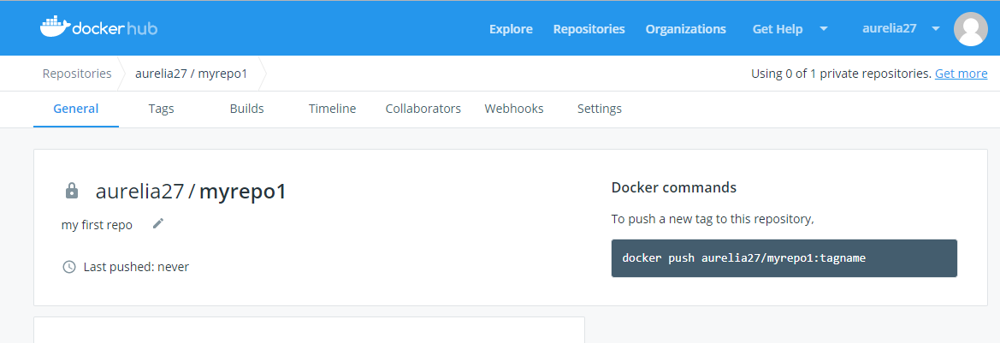 dockerhub Explore Repositories Organizations Get Help aurelia27
Repositories aurelia27 / myrepo1 Using 0 of 1 private repositories. Get more
General Tags Builds Timeline Collaborators Webhooks Settings
aurelia27 / myrepo1
my first repo
Last pushed: never
Docker commands
To push a new tag to this repository,
docker push aurelia27/myrepo1:tagname